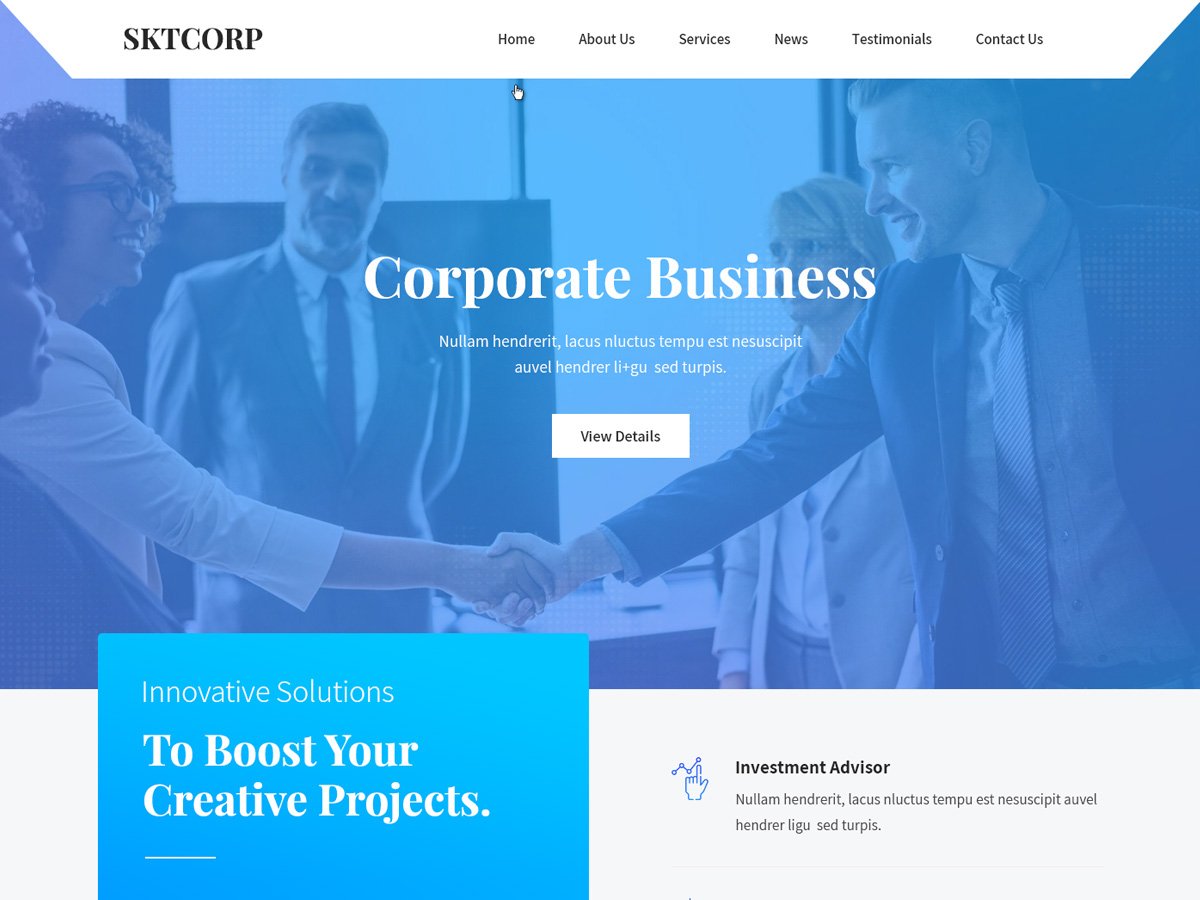 SKTCORP
Home About Us Services News Testimonials Contact Us
Corporate Business
Nullam hendrerit, lacus nluctus tempu est nesuscipit
auvel hendrer li+gu sed turpis.
View Details
Innovative Solutions
To Boost Your
Creative Projects.
Investment Advisor
Nullam hendrerit, lacus nluctus tempu est nesuscipit auvel
hendrer ligu sed turpis.